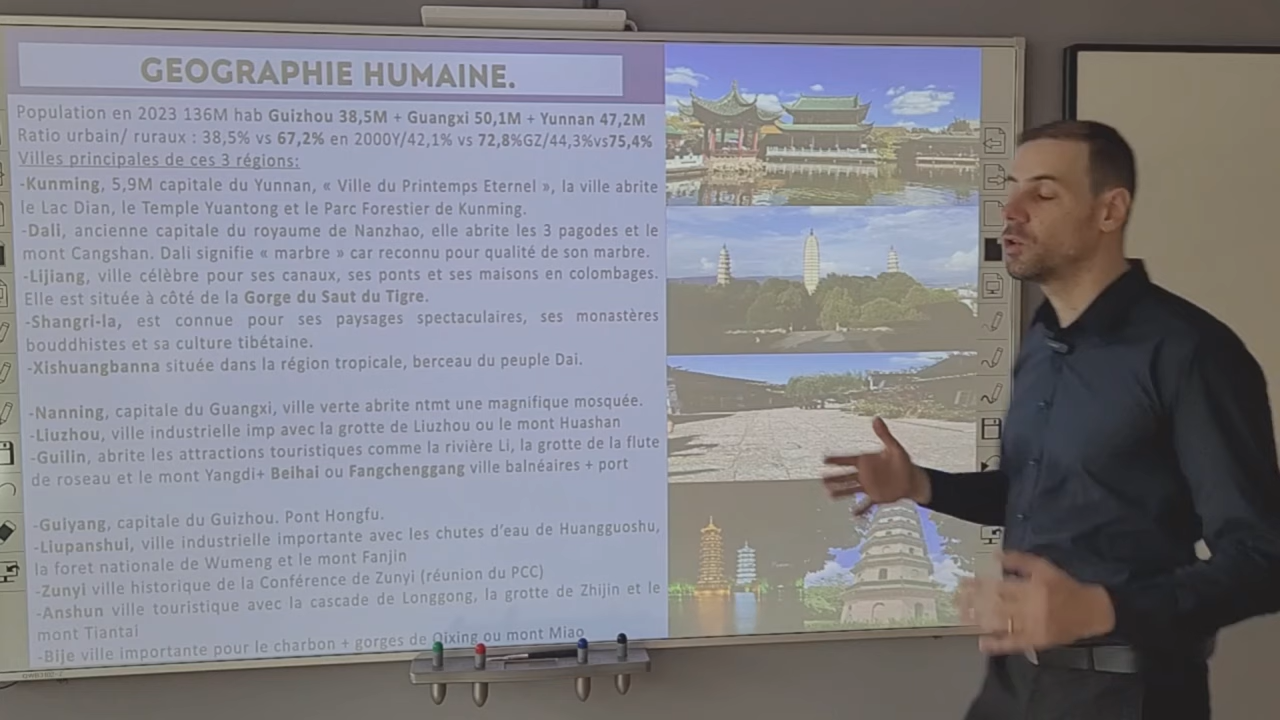 GEOGRAPHIE HUMAINE.
Population en 2023 136M hab Guizhou 38,5M + Guangxi 50,1M + Yunnan 47,2M
Ratio urbain/ ruraux : 38,5% vs 67,2% en 2000Y/42,1% vs 72,8%GZ/44,3%vs75,4%
Villes principales de ces 3 régions:
-Kunming, 5,9M capitale du Yunnan, « Ville du Printemps Eternel », la ville abrite
le Lac Dian, le Temple Yuantong et le Parc Forestier de Kunming.
-Dali, ancienne capitale du royaume de Nanzhao, elle abrite les 3 pagodes et le
mont Cangshan. Dali signifie « marbre » car reconnu pour qualité de son marbre.
-Lijiang, ville célèbre pour ses canaux, ses ponts et ses maisons en colombages.
Elle est située à côté de la Gorge du Saut du Tigre.
-Shangri-la, est connue pour ses paysages spectaculaires, ses monastères
bouddhistes et sa culture tibétaine.
-Xishuangbanna située dans la région tropicale, berceau du peuple Dai.
-Nanning, capitale du Guangxi, ville verte abrite ntmt une magnifique mosquée.
-Liuzhou, ville industrielle imp avec la grotte de Liuzhou ou le mont Huashan
-Guilin, abrite les attractions touristiques comme la rivière Li, la grotte de la flute
de roseau et le mont Yangdi+ Beihai ou Fangchenggang ville balnéaires + port
-Guiyang, capitale du Guizhou. Pont Hongfu.
-Liupanshui, ville industrielle importante avec les chutes d'eau de Huangguoshu,
la foret nationale de Wumeng et le mont Fanjin
-Zunyi ville historique de la Conférence de Zunyi (réunion du PCC)
-Anshun ville touristique avec la cascade de Longgong, la grotte de Zhijin et le
mont Tiantai
-Bije ville importante pour le charbon + gorges de Qixing ou mont Miao